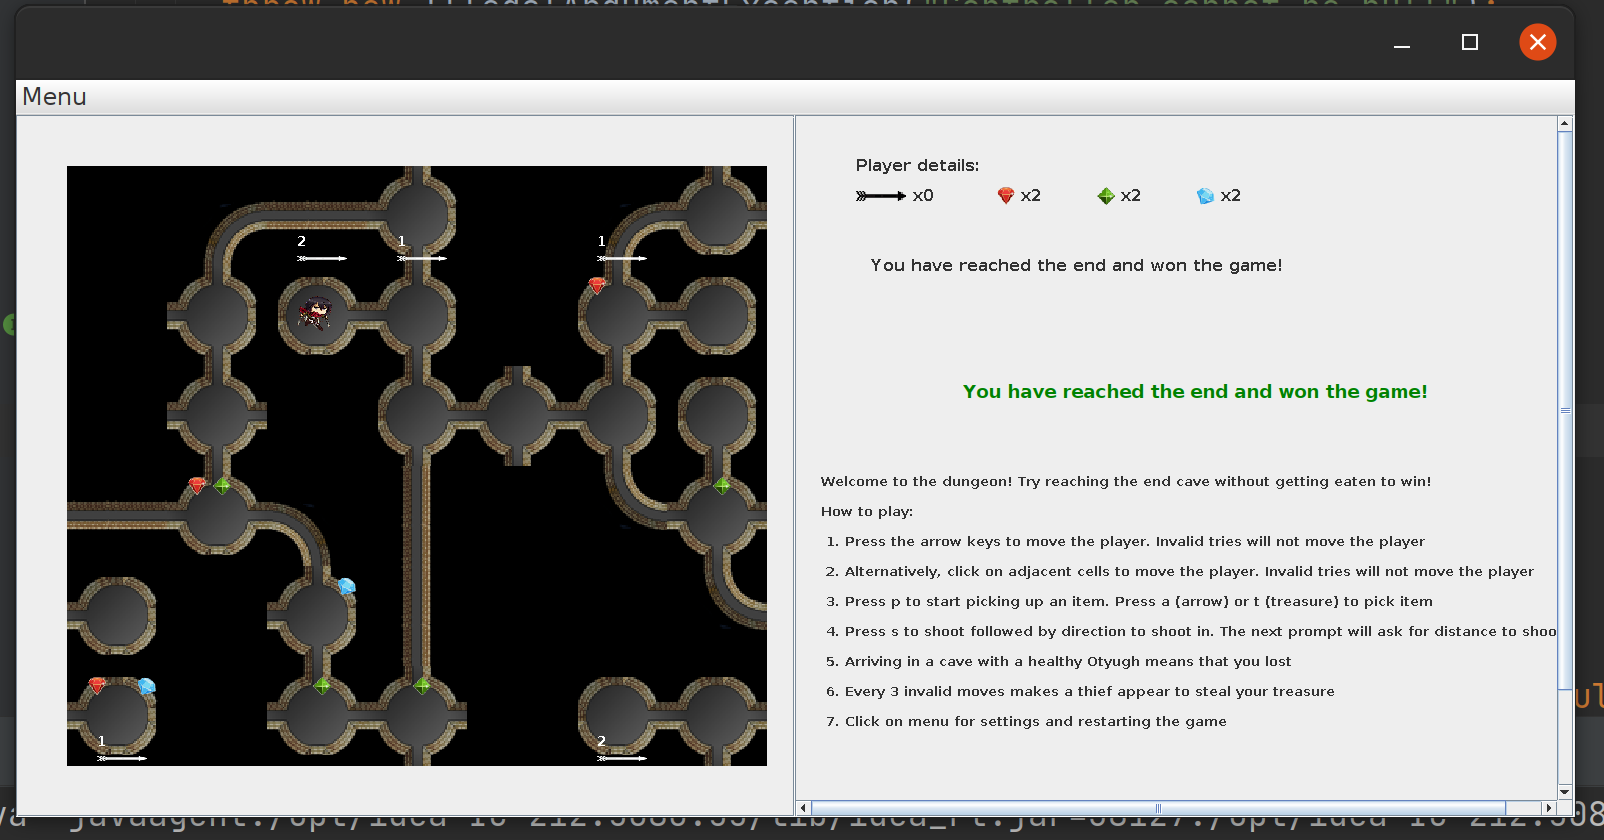 Menu
Player details:
x0 x2 x2 x2
You have reached the end and won the game!
You have reached the end and won the game!
Welcome to the dungeon! Try reaching the end cave without getting eaten to win!
How to play:
1. Press the arrow keys to move the player. Invalid tries will not move the player
2. Alternatively, click on adjacent cells to move the player. Invalid tries will not move the player
3. Press p to start picking up an item. Press a (arrow) or t (treasure) to pick item
4. Press s to shoot followed by direction to shoot in. The next prompt will ask for distance to shoo
5. Arriving in a cave with a healthy Otyugh means that you lost
6. Every 3 invalid moves makes a thief appear to steal your treasure
7. Click on menu for settings and restarting the game
2 1 1
1 2